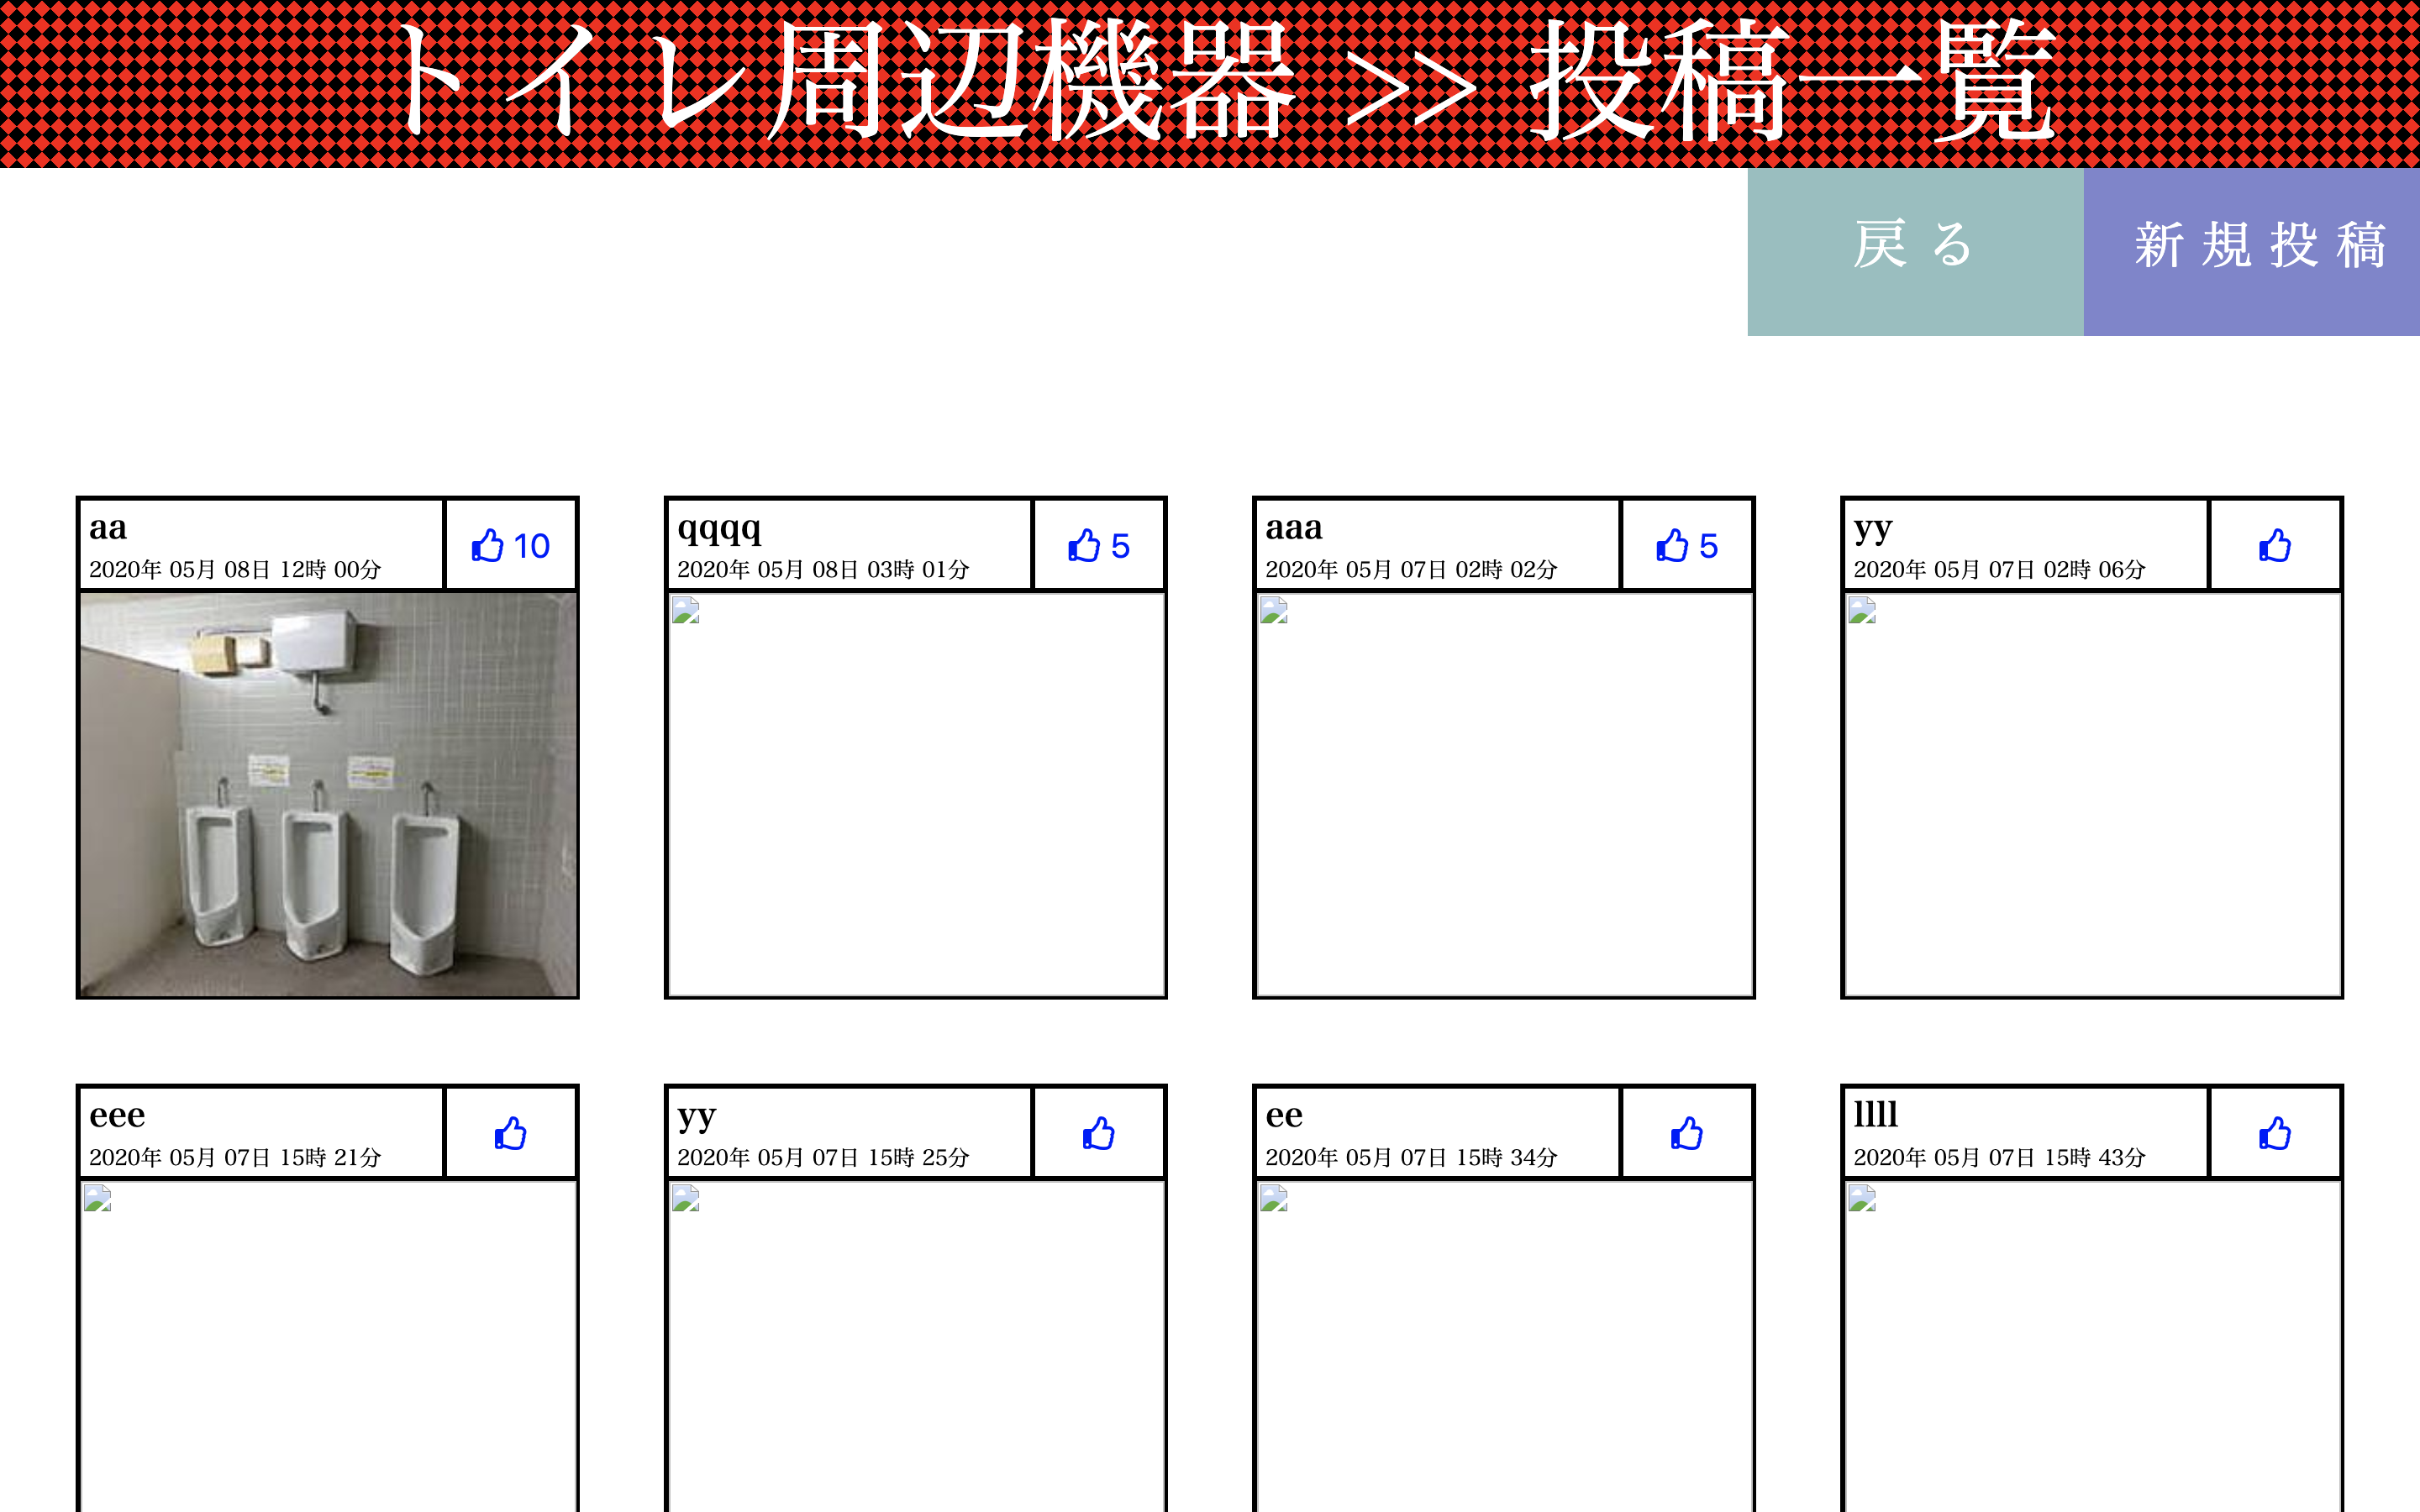 トイレ周辺機器 >> 投稿一覧
戻る
新規投稿
aa
2020年 05月 08日 12時 00分
10
qqqq
2020年 05月 08日 03時 01分
5
aaa
2020年 05月 07日 02時 02分
5
yy
2020年 05月 07日 02時 06分
eee
2020年 05月 07日 15時 21分
yy
2020年 05月 07日 15時 25分
ee
2020年 05月 07日 15時 34分
llll
2020年 05月 07日 15時 43分